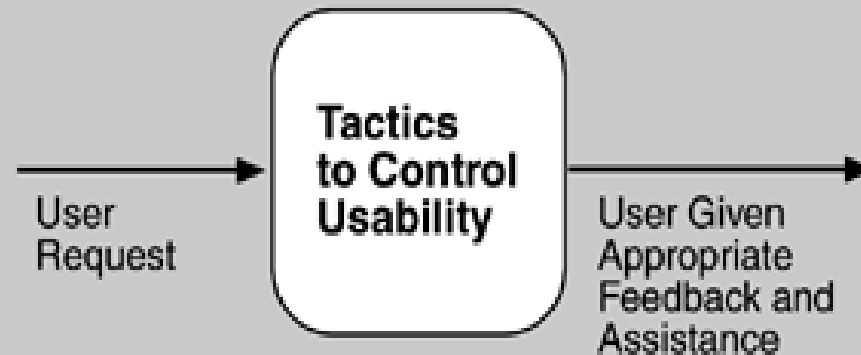 User
Request
Tactics
to Control
Usability
User Given
Appropriate
Feedback and
Assistance